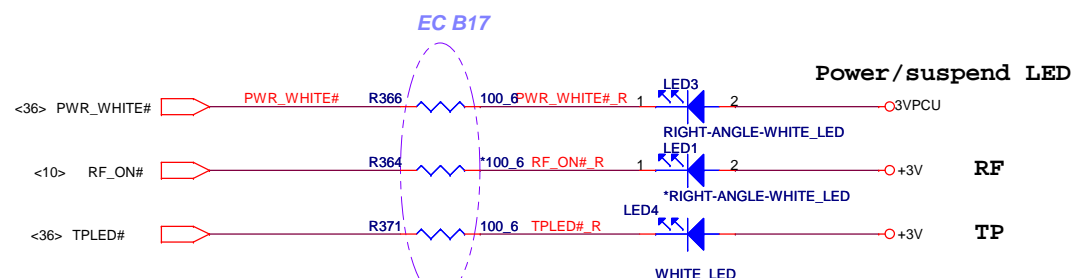 EC B17
Power/suspend LED
<36> PWR_WHITE# PWR_WHITE# R366 100_6 PWR_WHITE#_R 1 LED3 2 3VPCU
RIGHT-ANGLE-WHITE_LED
<10> RF_ON# R364 *100_6 RF_ON#_R 1 LED1 2 +3V RF
*RIGHT-ANGLE-WHITE_LED
<36> TPLED# R371 100_6 TPLED#_R LED4 +3V TP
WHITE_LED